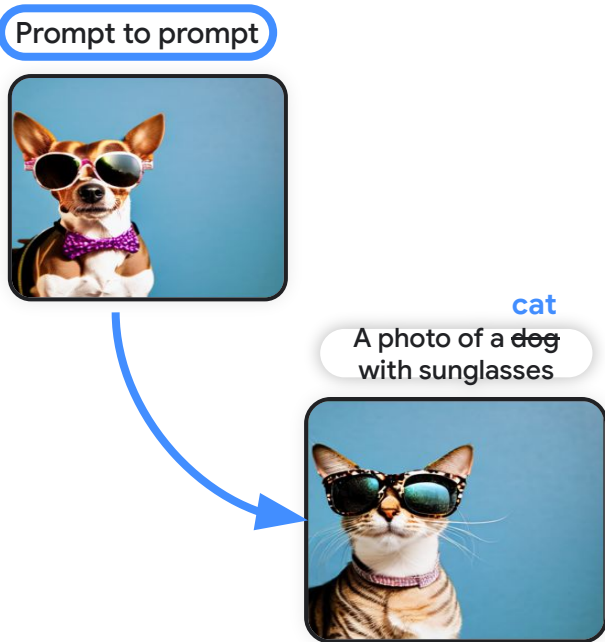 Prompt to prompt
cat
A photo of a dog
with sunglasses